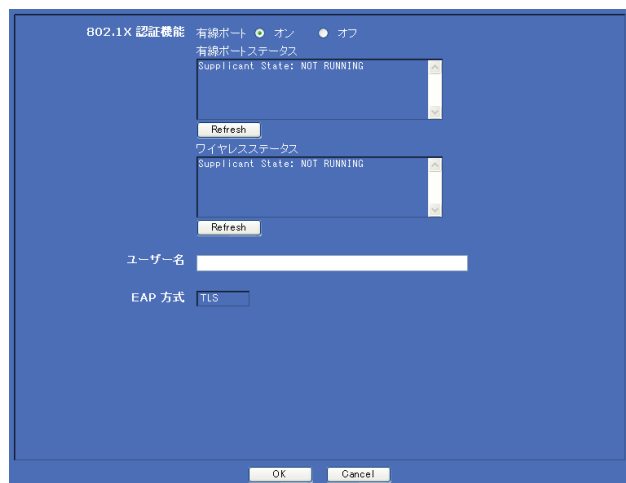 802.1X 認証機能 有線ポート オン オフ
有線ポートステータス
Supplicant State: NOT RUNNING
Refresh
ワイヤレスステータス
Supplicant State: NOT RUNNING
Refresh
ユーザー名
EAP 方式 TLS
OK Cancel